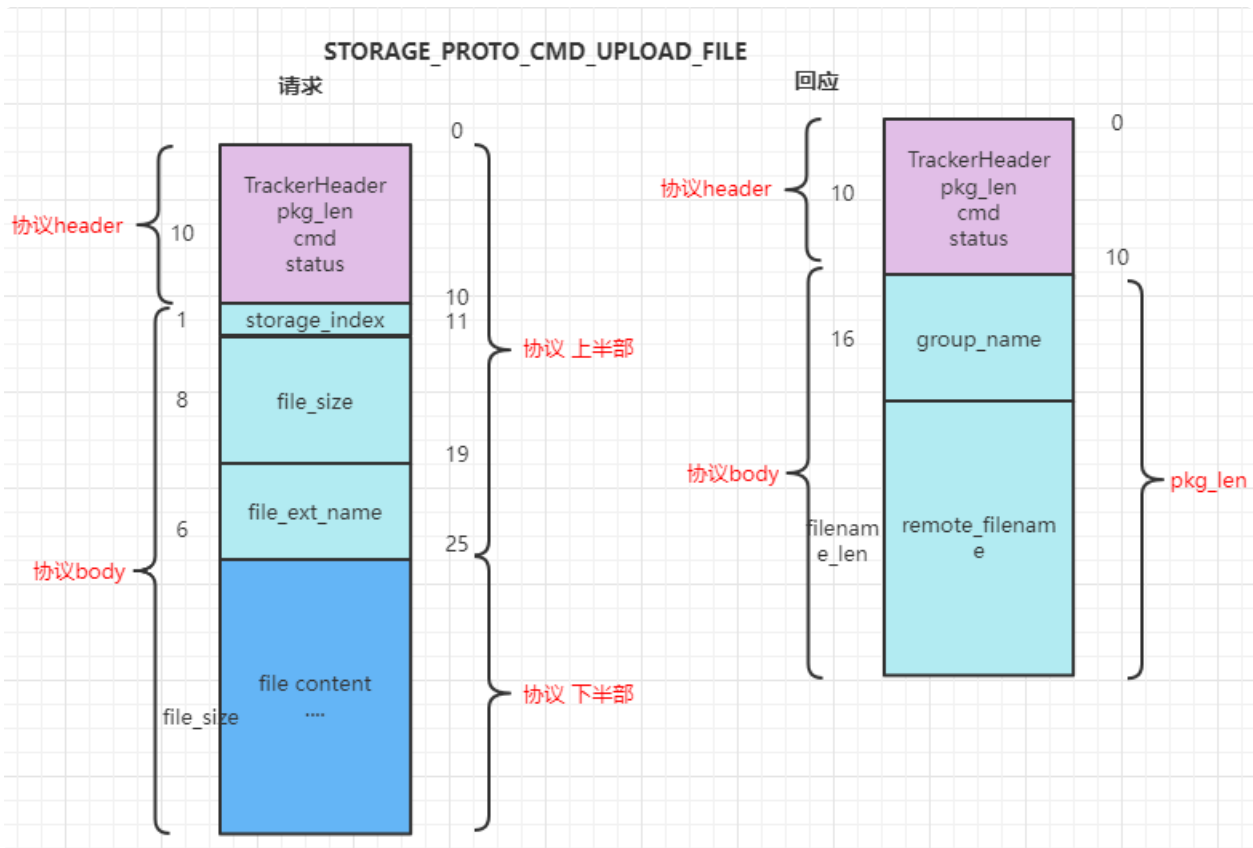 STORAGE_PROTO_CMD_UPLOAD_FILE
请求
0
协议header
10
TrackerHeader
pkg_len
cmd
status
10
1
storage_index
11
协议 上半部
8
file_size
19
6
file_ext_name
25
协议body
file content
....
file_size
协议 下半部
回应
0
协议header
10
TrackerHeader
pkg_len
cmd
status
10
16
group_name
协议body
pkg_len
filenam
e_len
remote_filenam
e